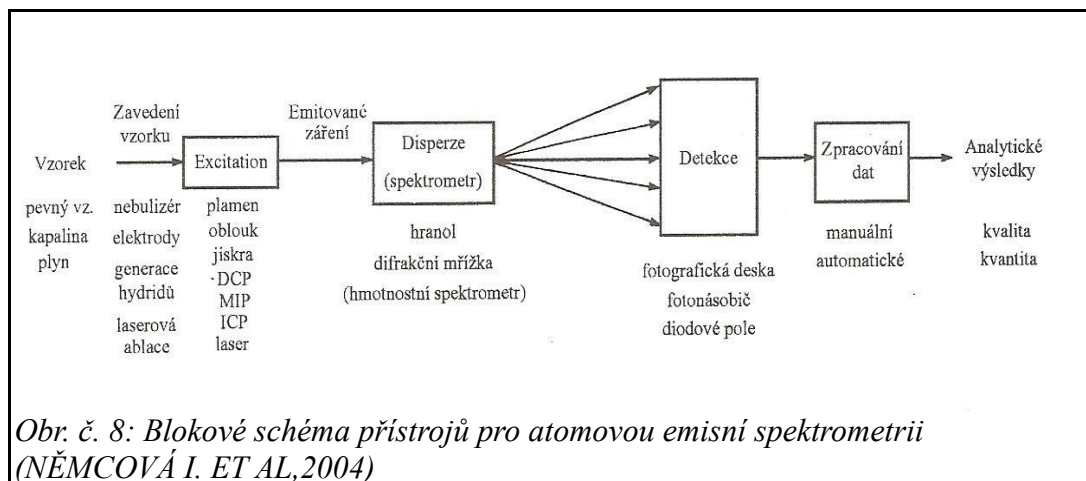 Zavedení
vzorku
Emitované
záření
Vzorek
Excitation
Disperze
(spektrometr)
Detekce
Zpracování
dat
Analytické
výsledky
pevný vz.
kapalina
plyn
nebulizér
elektrody
generace
hydridů
laserová
ablace
plamen
oblouk
jiskra
DCP
MIP
ICP
laser
hranol
difrakční mřížka
(hmotnostní spektrometr)
fotografická deska
fotonásobič
diodové pole
manuální
automatické
kvalita
kvantita
Obr. č. 8: Blokové schéma přístrojů pro atomovou emisní spektrometrii
(NĚMCOVÁ I. ET AL,2004)